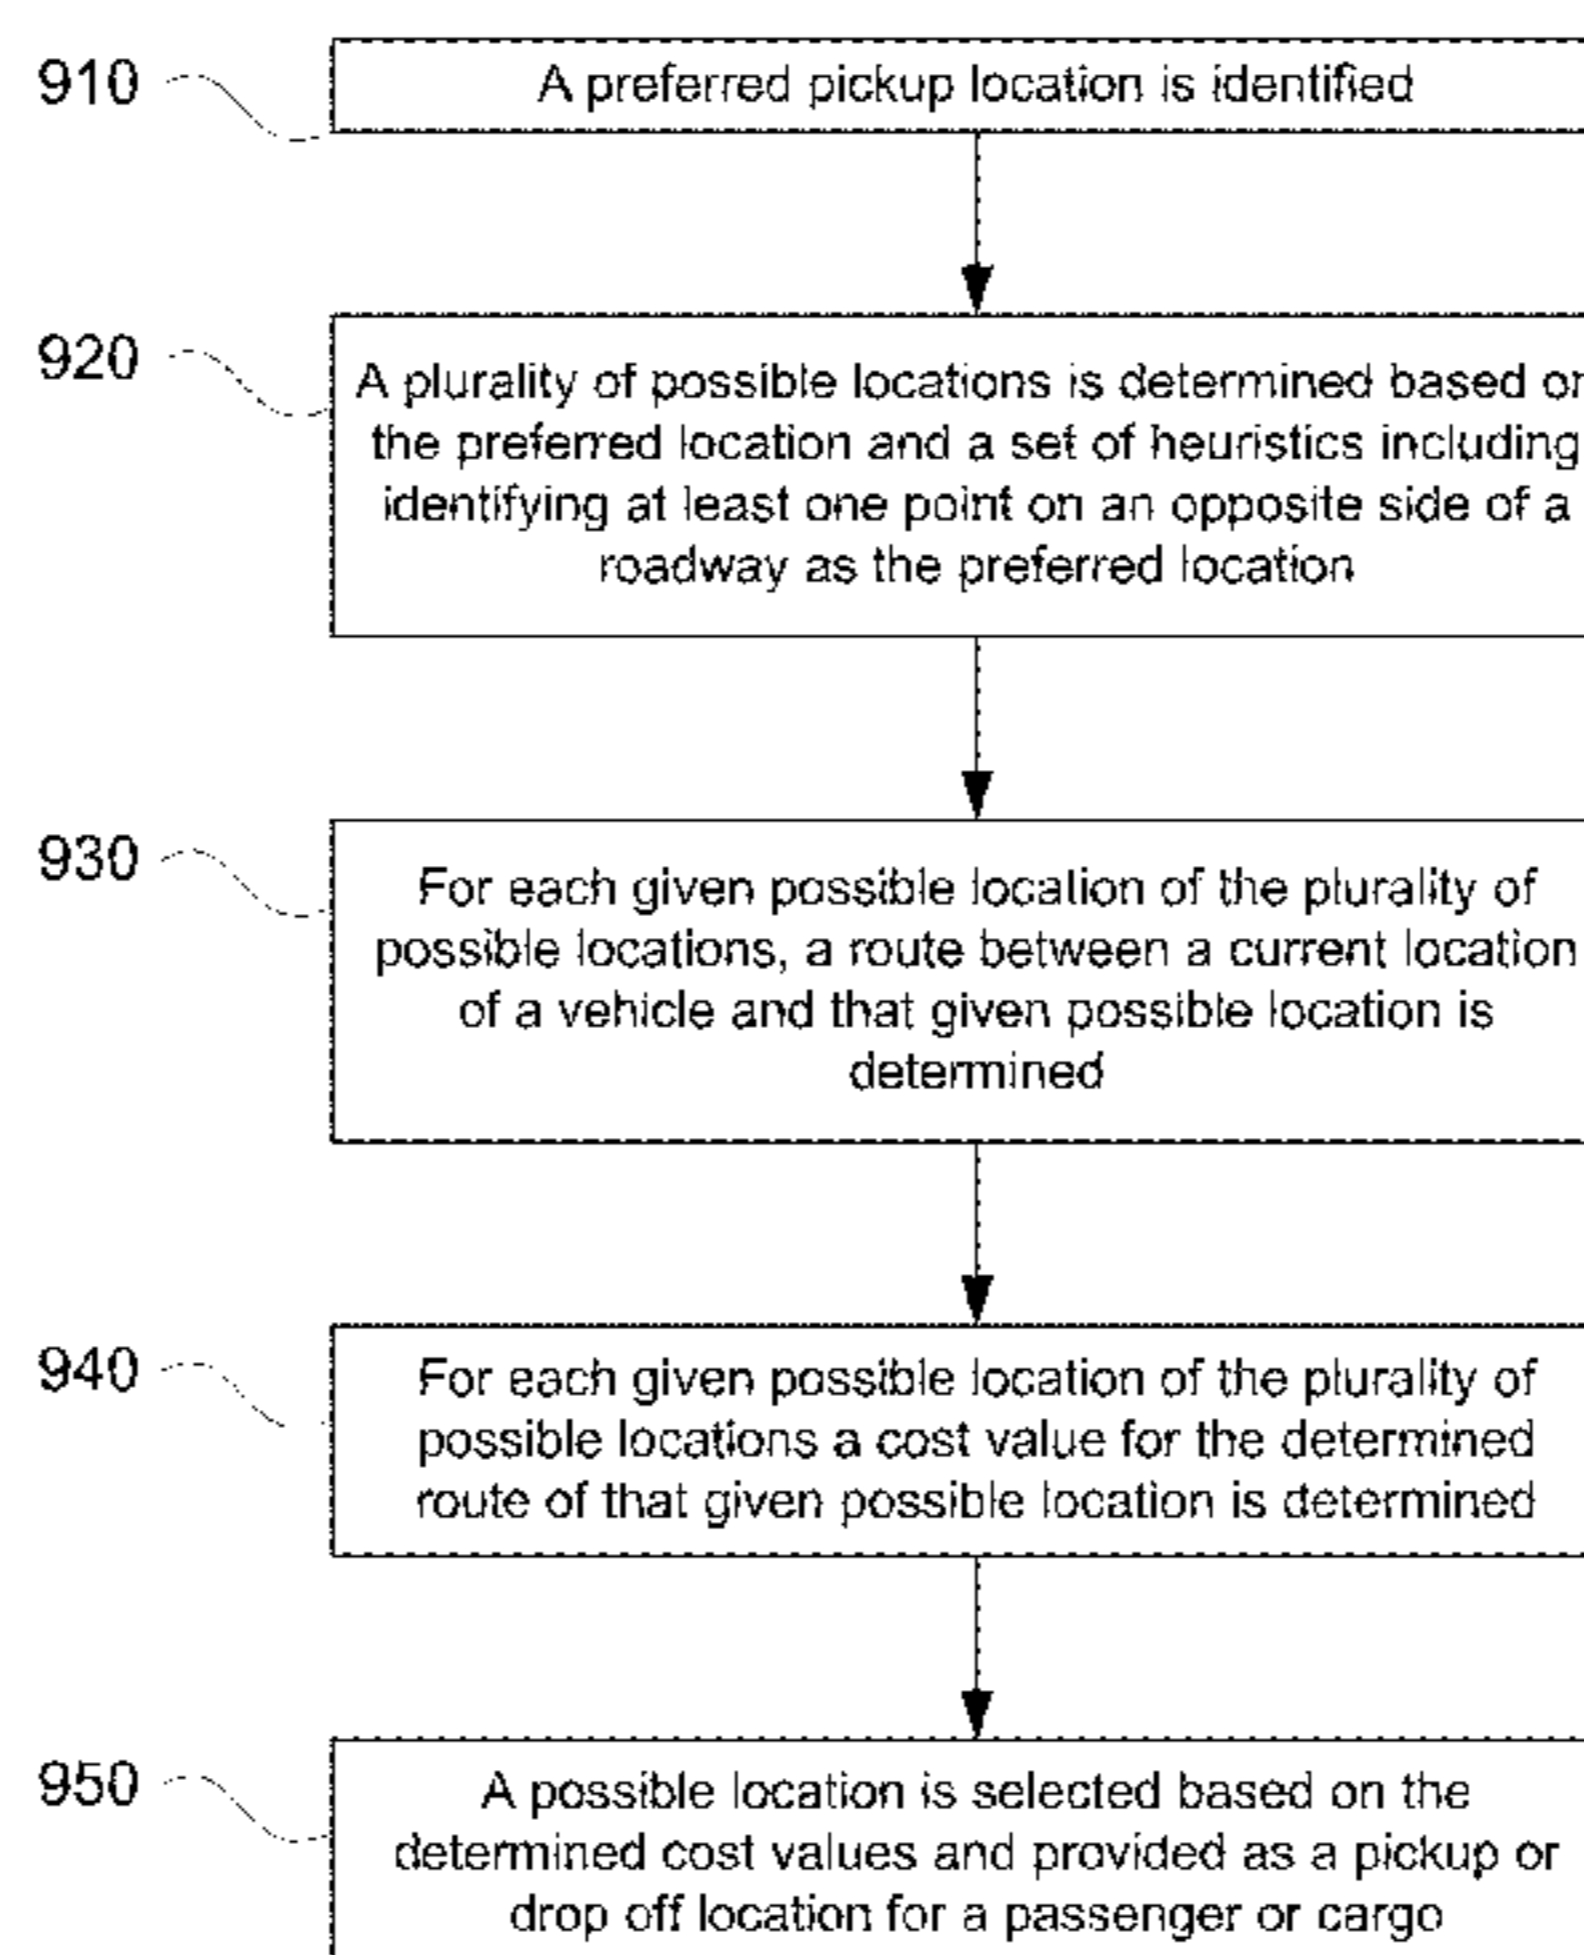 910
A preferred pickup location is identified
920
A plurality of possible locations is determined based on
the preferred location and a set of heuristics including
identifying at least one point on an opposite side of a
roadway as the preferred location
930
For each given possible location of the plurality of
possible locations, a route between a current location
of a vehicle and that given possible location is
determined
940
For each given possible location of the plurality of
possible locations a cost value for the determined
route of that given possible location is determined
950
A possible location is selected based on the
determined cost values and provided as a pickup or
drop off location for a passenger or cargo